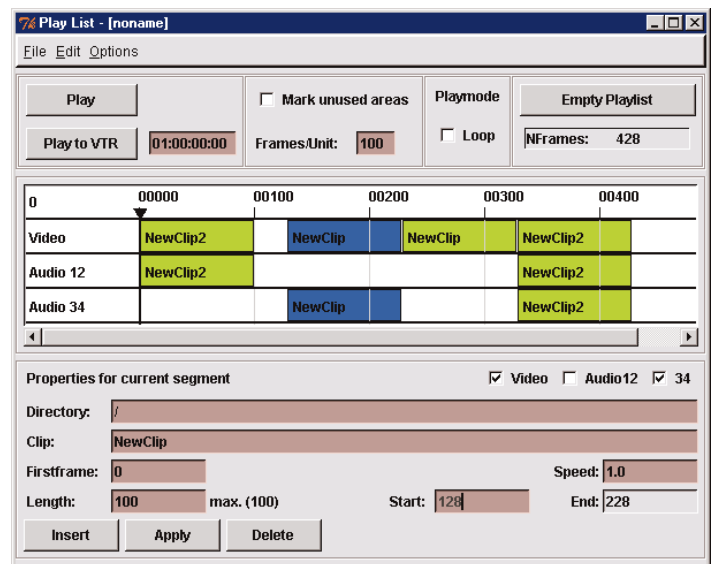 Play List - [noname]
File Edit Options
Play
Mark unused areas
Playmode
Empty Playlist
Play to VTR 01:00:00:00
Frames/Unit: 100
Loop
NFrames: 428
0 00000 00100 00200 00300 00400
Video NewClip2 NewClip NewClip NewClip2
Audio 12 NewClip2 NewClip2
Audio 34 NewClip NewClip2
Properties for current segment Video Audio12 34
Directory: /
Clip: NewClip
Firstframe: 0 Speed: 1.0
Length: 100 max. (100) Start: 128 End: 228
Insert Apply Delete